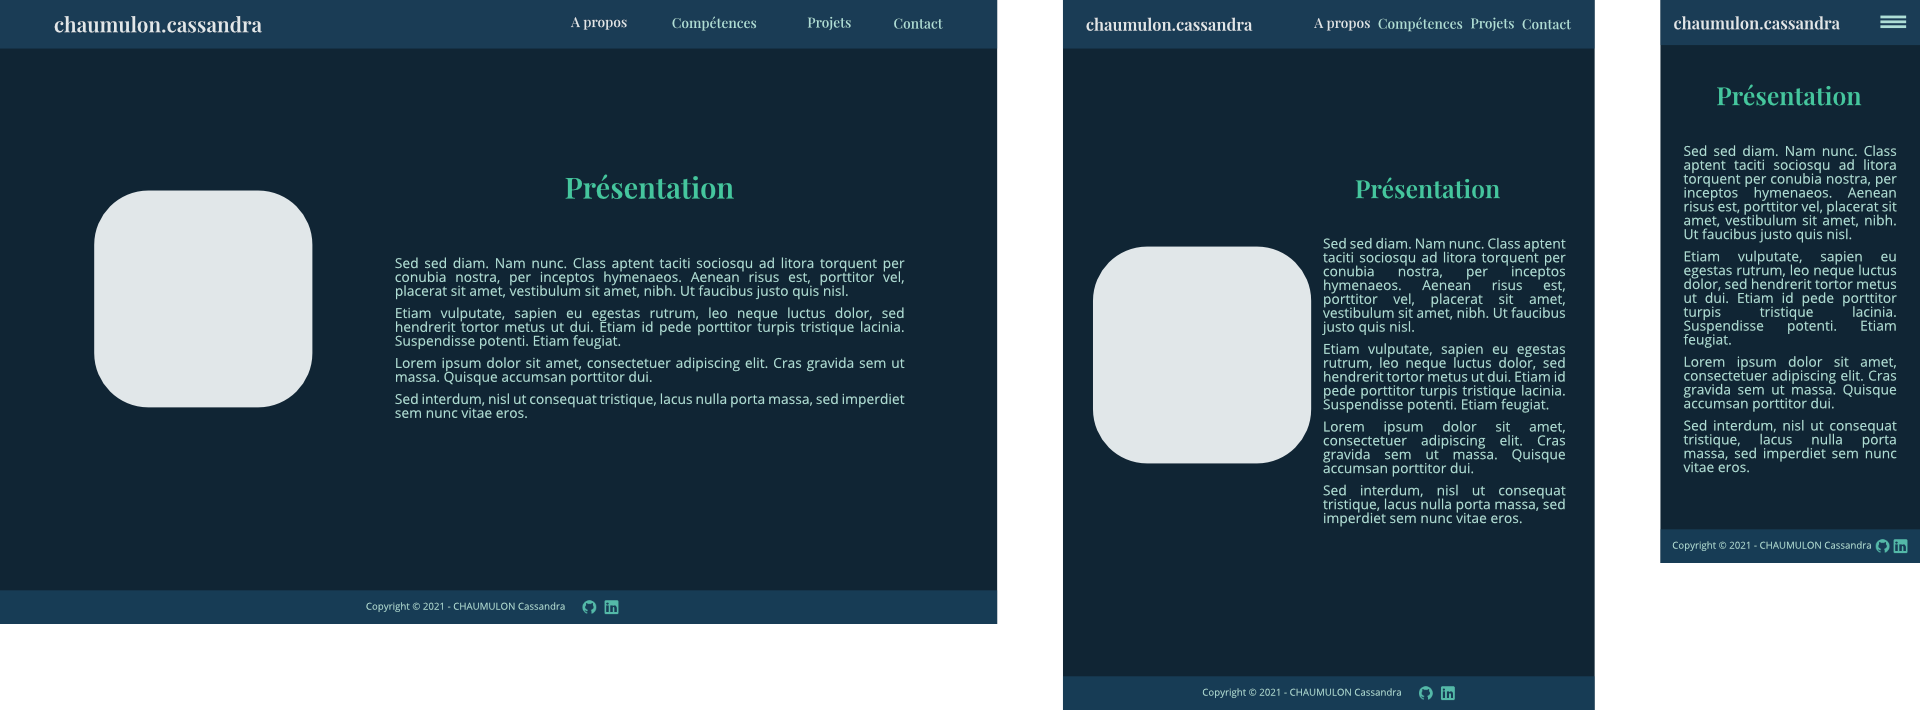 chaumulon.cassandra
A propos Compétences Projets Contact
Présentation
Sed sed diam. Nam nunc. Class aptent taciti sociosqu ad litora torquent per
conubia nostra, per inceptos hymenaeos. Aenean risus est, porttitor vel,
placerat sit amet, vestibulum sit amet, nibh. Ut faucibus justo quis nisl.
Etiam vulputate, sapien eu egestas rutrum, leo neque luctus dolor, sed
hendrerit tortor metus ut dui. Etiam id pede porttitor turpis tristique lacinia.
Suspendisse potenti. Etiam feugiat.
Lorem ipsum dolor sit amet, consectetuer adipiscing elit. Cras gravida sem ut
massa. Quisque accumsan porttitor dui.
Sed interdum, nisl ut consequat tristique, lacus nulla porta massa, sed imperdiet
sem nunc vitae eros.
Copyright © 2021 - CHAUMULON Cassandra
chaumulon.cassandra
A propos Compétences Projets Contact
Présentation
Sed sed diam. Nam nunc. Class aptent
taciti sociosqu ad litora torquent per
conubia nostra, per inceptos
hymenaeos. Aenean risus est,
porttitor vel, placerat sit amet,
vestibulum sit amet, nibh. Ut faucibus
justo quis nisl.
Etiam vulputate, sapien eu egestas
rutrum, leo neque luctus dolor, sed
hendrerit tortor metus ut dui. Etiam id
pede porttitor turpis tristique lacinia.
Suspendisse potenti. Etiam feugiat.
Lorem ipsum dolor sit amet,
consectetuer adipiscing elit. Cras
gravida sem ut massa. Quisque
accumsan porttitor dui.
Sed interdum, nisl ut consequat
tristique, lacus nulla porta massa, sed
imperdiet sem nunc vitae eros.
Copyright © 2021 - CHAUMULON Cassandra
chaumulon.cassandra
Présentation
Sed sed diam. Nam nunc. Class
aptent taciti sociosqu ad litora
torquent per conubia nostra, per
inceptos hymenaeos. Aenean
risus est, porttitor vel, placerat sit
amet, vestibulum sit amet, nibh.
Ut faucibus justo quis nisl.
Etiam vulputate, sapien eu
egestas rutrum, leo neque luctus
dolor, sed hendrerit tortor metus
ut dui. Etiam id pede porttitor
turpis tristique lacinia.
Suspendisse potenti. Etiam
feugiat.
Lorem ipsum dolor sit amet,
consectetuer adipiscing elit. Cras
gravida sem ut massa. Quisque
accumsan porttitor dui.
Sed interdum, nisl ut consequat
tristique, lacus nulla porta
massa, sed imperdiet sem nunc
vitae eros.
Copyright © 2021 - CHAUMULON Cassandra